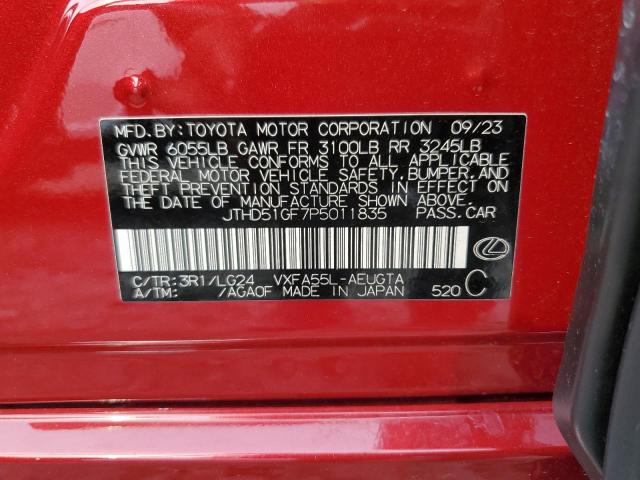 MFD.BY:TOYOTA MOTOR CORPORATION 09/23
GVWR 6055LB GAWR FR 3100LB RR 3245LB
THIS VEHICLE CONFORMS TO ALL APPLICABLE
FEDERAL MOTOR VEHICLE SAFETY,BUMPER,AND
THEFT PREVENTION STANDARDS IN EFFECT ON
THE DATE OF MANUFACTURE SHOWN ABOVE.
JTHD51GF7P5011835 PASS.CAR
C/TR:3R1/LG24 VXFA55L-AEUGTA
A/TM: /AGA0F MADE IN JAPAN 520 C